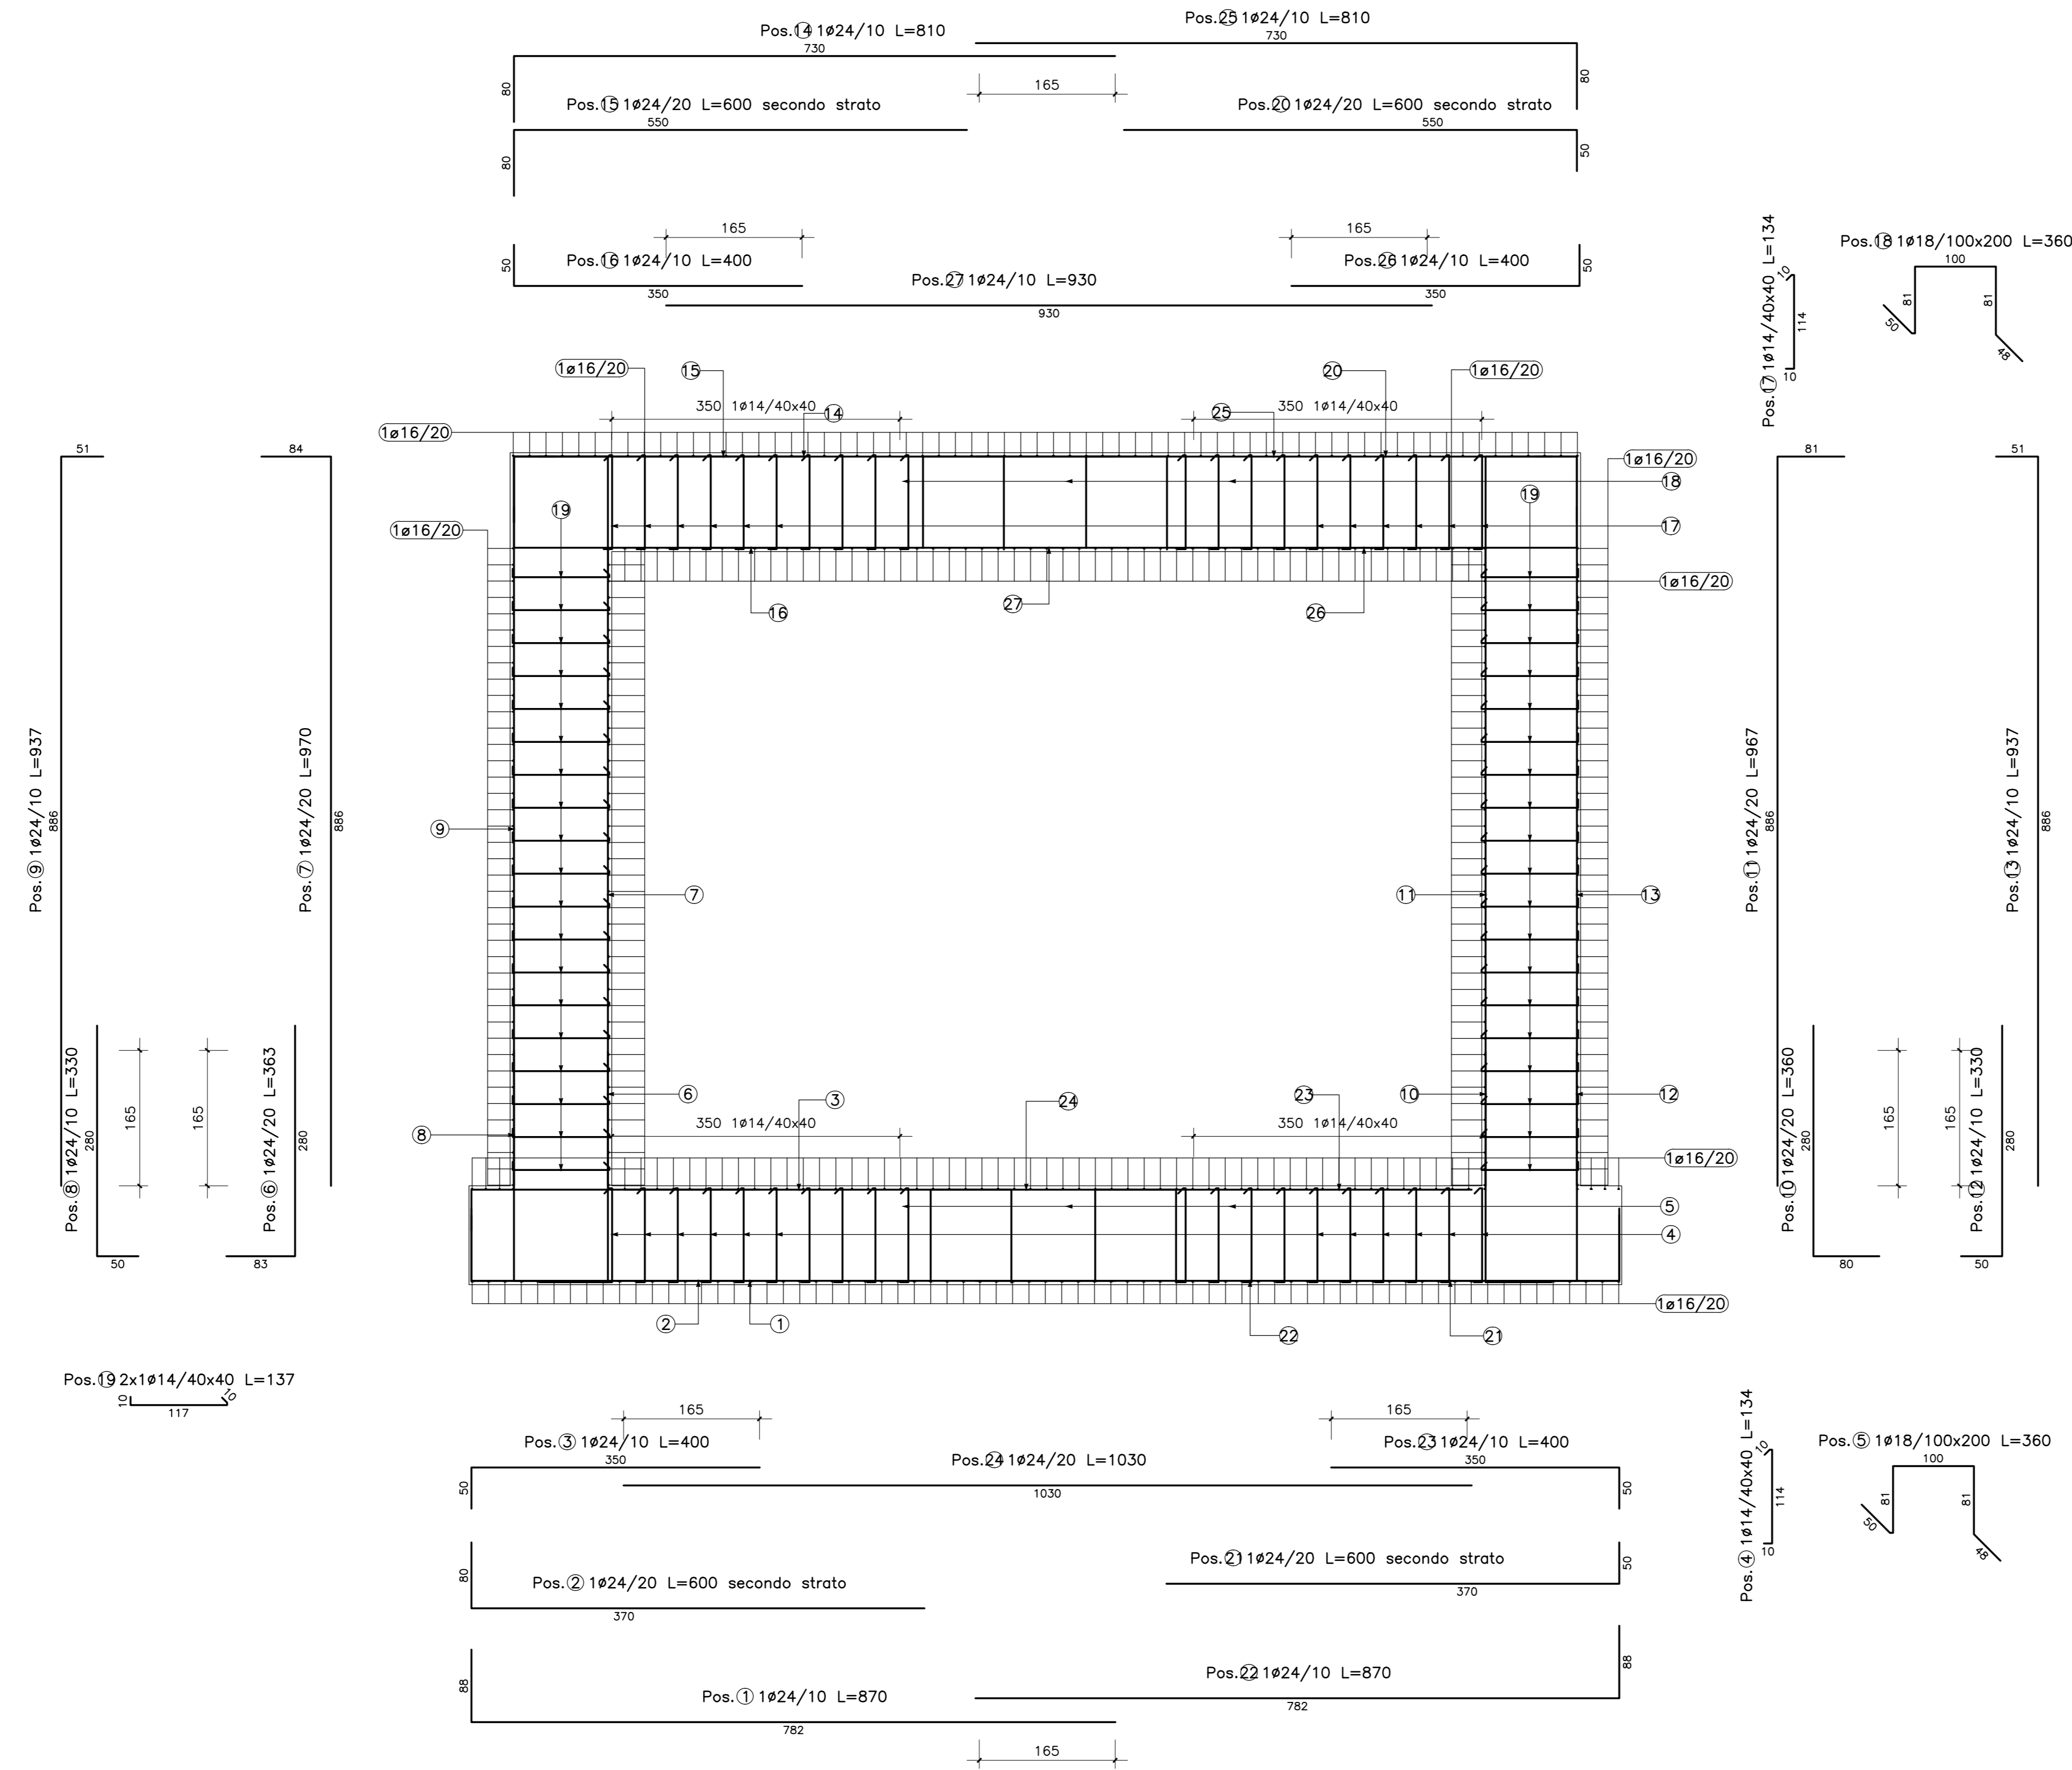 Pos.25 1ø24/10 L=810
730
80
Pos.14 1ø24/10 L=810
730
80
165
Pos.15 1ø24/20 L=600 secondo strato
550
80
Pos.20 1ø24/20 L=600 secondo strato
550
50
165
165
Pos.16 1ø24/10 L=400
350
50
Pos.26 1ø24/10 L=400
350
50
Pos.27 1ø24/10 L=930
930
Pos.17 1ø14/40x40 L=134
10
114
10
Pos.18 1ø18/100x200 L=360
100
81
81
50
48
1ø16/20
15
20
1ø16/20
350 1ø14/40x40
14
25
350 1ø14/40x40
1ø16/20
1ø16/20
18
19
19
17
1ø16/20
1ø16/20
16
27
26
9
7
11
13
6
10
12
8
3
24
23
350 1ø14/40x40
350 1ø14/40x40
1ø16/20
5
4
1ø16/20
2
1
22
21
51
Pos.9 1ø24/10 L=937
886
84
Pos.7 1ø24/20 L=970
886
Pos.8 1ø24/10 L=330
280
50
165
165
Pos.6 1ø24/20 L=363
280
83
81
Pos.11 1ø24/20 L=967
886
51
Pos.13 1ø24/10 L=937
886
Pos.10 1ø24/20 L=360
280
80
165
165
Pos.12 1ø24/10 L=330
280
50
Pos.19 2x1ø14/40x40 L=137
10
117
10
165
165
Pos.3 1ø24/10 L=400
350
50
Pos.23 1ø24/10 L=400
350
50
Pos.24 1ø24/20 L=1030
1030
Pos.4 1ø14/40x40 L=134
10
114
10
Pos.5 1ø18/100x200 L=360
100
81
81
50
48
Pos.21 1ø24/20 L=600 secondo strato
370
50
Pos.2 1ø24/20 L=600 secondo strato
370
80
Pos.22 1ø24/10 L=870
782
88
Pos.1 1ø24/10 L=870
782
88
165